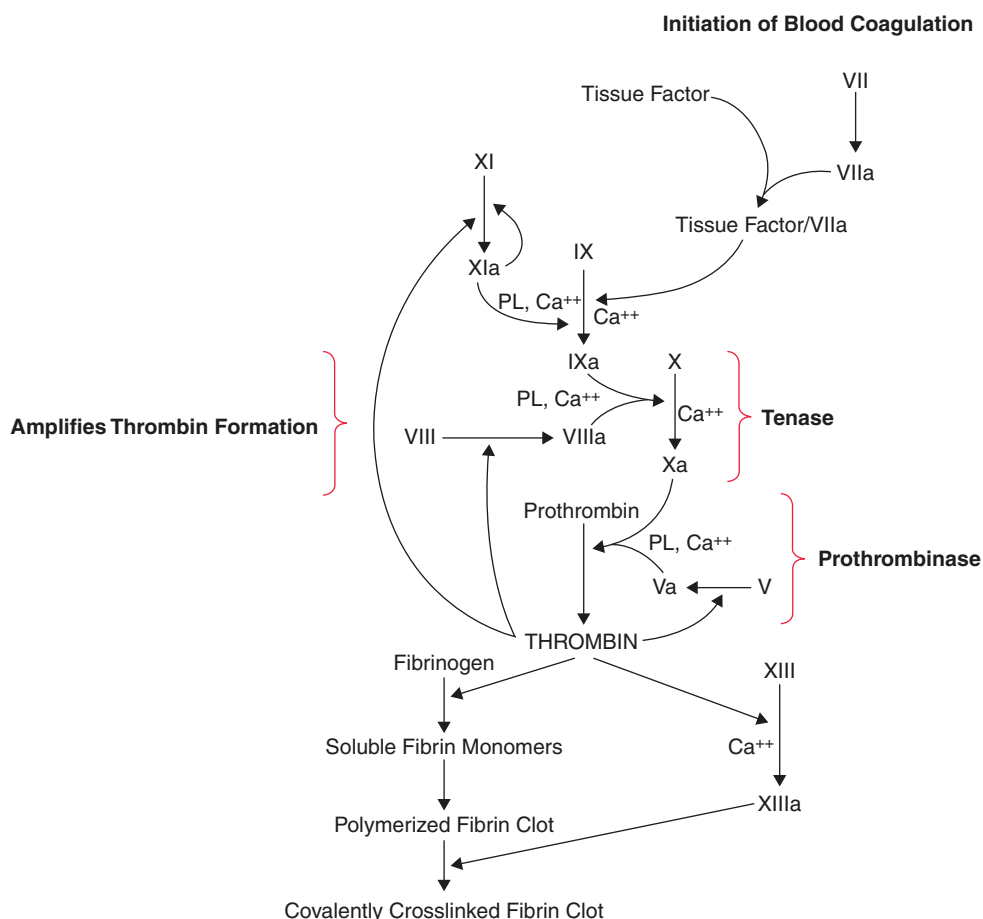 Initiation of Blood Coagulation
VII
Tissue Factor
XI
VIIa
Tissue Factor/VIIa
IX
XIa
PL, Ca++
Ca++
IXa
X
PL, Ca++
Ca++
Tenase
Amplifies Thrombin Formation
VIII
VIIIa
Xa
Prothrombin
PL, Ca++
Prothrombinase
Va
V
THROMBIN
Fibrinogen
XIII
Soluble Fibrin Monomers
Ca++
XIIIa
Polymerized Fibrin Clot
Covalently Crosslinked Fibrin Clot